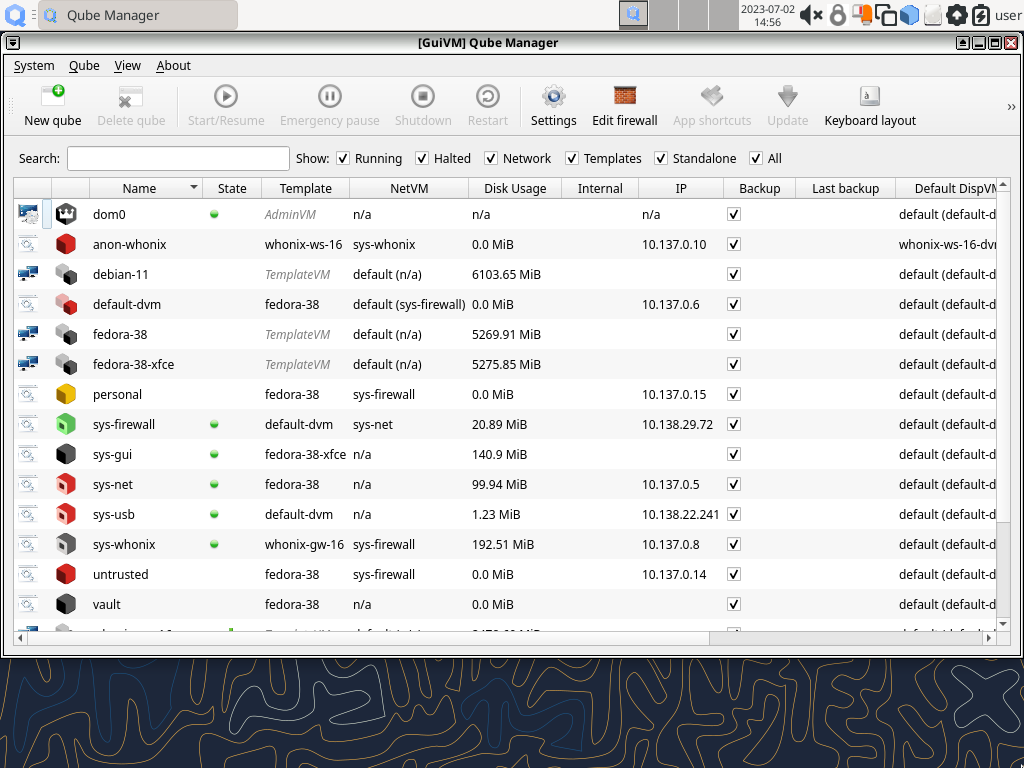 Qube Manager
2023-07-02
14:56
user
[GuiVM] Qube Manager
System Qube View About
New qube Delete qube Start/Resume Emergency pause Shutdown Restart Settings Edit firewall App shortcuts Update Keyboard layout
Search: Show: Running Halted Network Templates Standalone All
Name State Template NetVM Disk Usage Internal IP Backup Last backup Default DispVM
dom0 AdminVM n/a n/a n/a default (default-d
anon-whonix whonix-ws-16 sys-whonix 0.0 MiB 10.137.0.10 whonix-ws-16-dvm
debian-11 TemplateVM default (n/a) 6103.65 MiB default (default-d
default-dvm fedora-38 default (sys-firewall) 0.0 MiB 10.137.0.6 default (default-d
fedora-38 TemplateVM default (n/a) 5269.91 MiB default (default-d
fedora-38-xfce TemplateVM default (n/a) 5275.85 MiB default (default-d
personal fedora-38 sys-firewall 0.0 MiB 10.137.0.15 default (default-d
sys-firewall default-dvm sys-net 20.89 MiB 10.138.29.72 default (default-d
sys-gui fedora-38-xfce n/a 140.9 MiB default (default-d
sys-net fedora-38 n/a 99.94 MiB 10.137.0.5 default (default-d
sys-usb default-dvm n/a 1.23 MiB 10.138.22.241 default (default-d
sys-whonix whonix-gw-16 sys-firewall 192.51 MiB 10.137.0.8 default (default-d
untrusted fedora-38 sys-firewall 0.0 MiB 10.137.0.14 default (default-d
vault fedora-38 n/a 0.0 MiB default (default-d